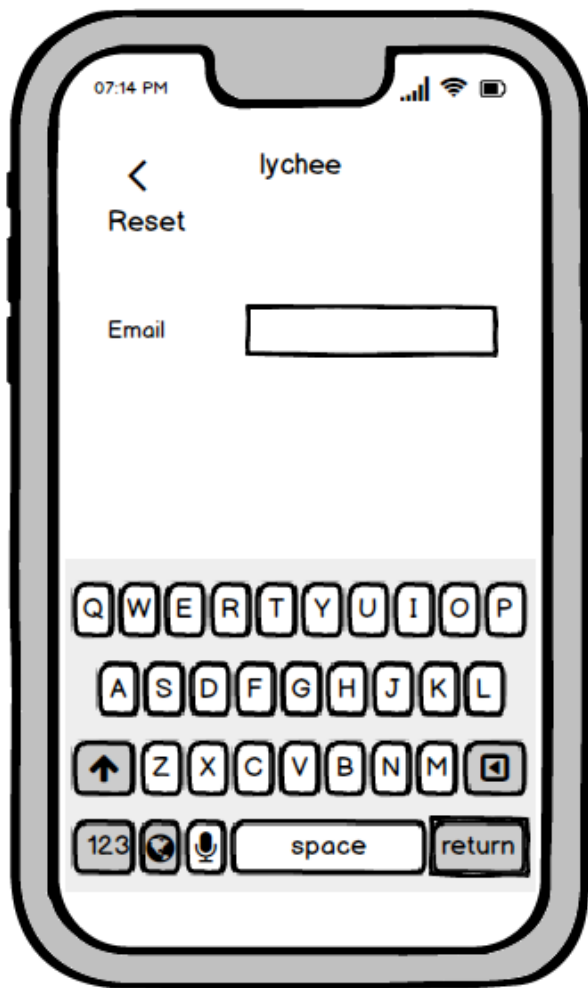 07:14 PM
lychee
Reset
Email
Q W E R T Y U I O P
A S D F G H J K L
Z X C V B N M
123 space return